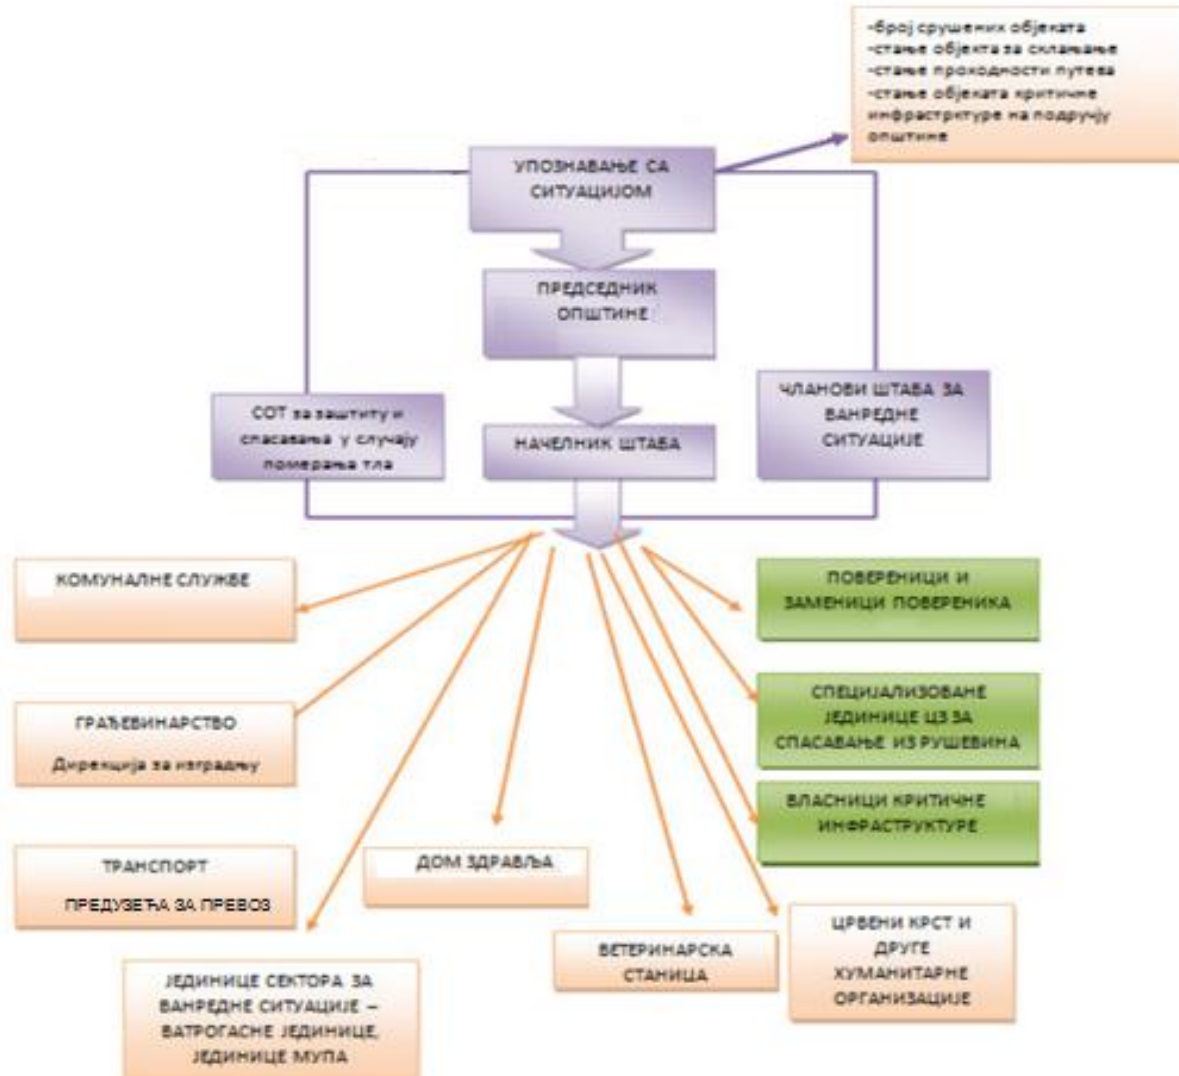 -број срушених објеката
-стање објекта за склањање
-стање проходности путева
-стање објеката критичне
инфрастрктуре на подручју
општине
УПОЗНАВАЊЕ СА
СИТУАЦИЈОМ
ПРЕДСЕДНИК
ОПШТИНЕ
СОТ за заштиту и
спасавања у случају
померања тла
НАЧЕЛНИК ШТАБА
ЧЛАНОВИ ШТАБА ЗА
ВАНРЕДНЕ
СИТУАЦИЈЕ
КОМУНАЛНЕ СЛУЖБЕ
ПОВЕРЕНИЦИ И
ЗАМЕНИЦИ ПОВЕРЕНИКА
ГРАЂЕВИНАРСТВО
Дирекција за изградњу
СПЕЦИЈАЛИЗОВАНЕ
ЈЕДИНИЦЕ ЦЗ ЗА
СПАСАВАЊЕ ИЗ РУШЕВИНА
ВЛАСНИЦИ КРИТИЧНЕ
ИНФРАСТРУКТУРЕ
ТРАНСПОРТ
ПРЕДУЗЕЋА ЗА ПРЕВОЗ
ДОМ ЗДРАВЉА
ЈЕДИНИЦЕ СЕКТОРА ЗА
ВАНРЕДНЕ СИТУАЦИЈЕ –
ВАТРОГАСНЕ ЈЕДИНИЦЕ,
ЈЕДИНИЦЕ МУПА
ВЕТЕРИНАРСКА
СТАНИЦА
ЦРВЕНИ КРСТ И
ДРУГЕ
ХУМАНИТАРНЕ
ОРГАНИЗАЦИЈЕ